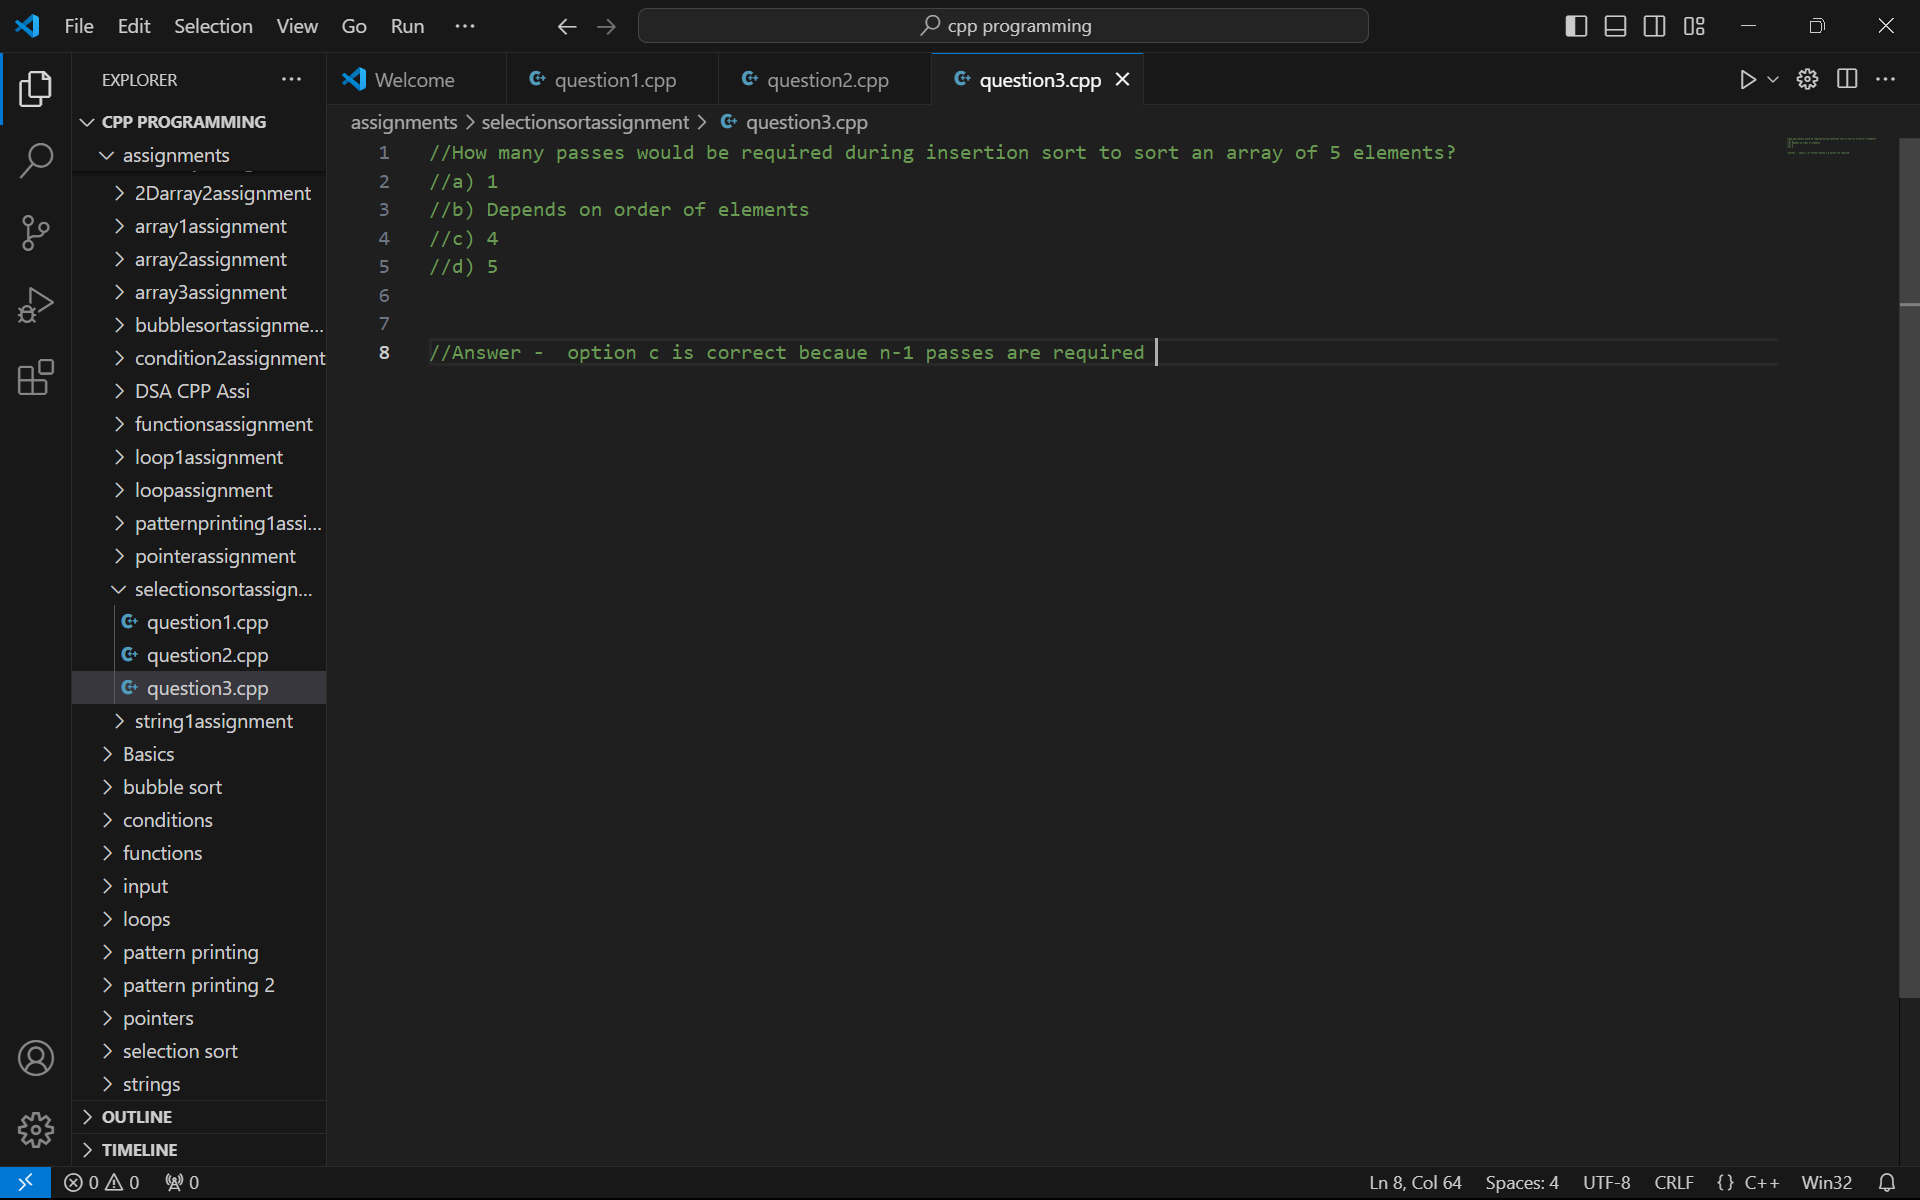 File Edit Selection View Go Run ···
cpp programming
EXPLORER ···
CPP PROGRAMMING
assignments
2Darray2assignment
array1assignment
array2assignment
array3assignment
bubblesortassignme...
condition2assignment
DSA CPP Assi
functionsassignment
loop1assignment
loopassignment
patternprinting1assi...
pointerassignment
selectionsortassign...
question1.cpp
question2.cpp
question3.cpp
string1assignment
Basics
bubble sort
conditions
functions
input
loops
pattern printing
pattern printing 2
pointers
selection sort
strings
OUTLINE
TIMELINE
Welcome question1.cpp question2.cpp question3.cpp
assignments > selectionsortassignment > question3.cpp
1 //How many passes would be required during insertion sort to sort an array of 5 elements?
2 //a) 1
3 //b) Depends on order of elements
4 //c) 4
5 //d) 5
6
7
8 //Answer -  option c is correct becaue n-1 passes are required
0 0 0 Ln 8, Col 64 Spaces: 4 UTF-8 CRLF {} C++ Win32